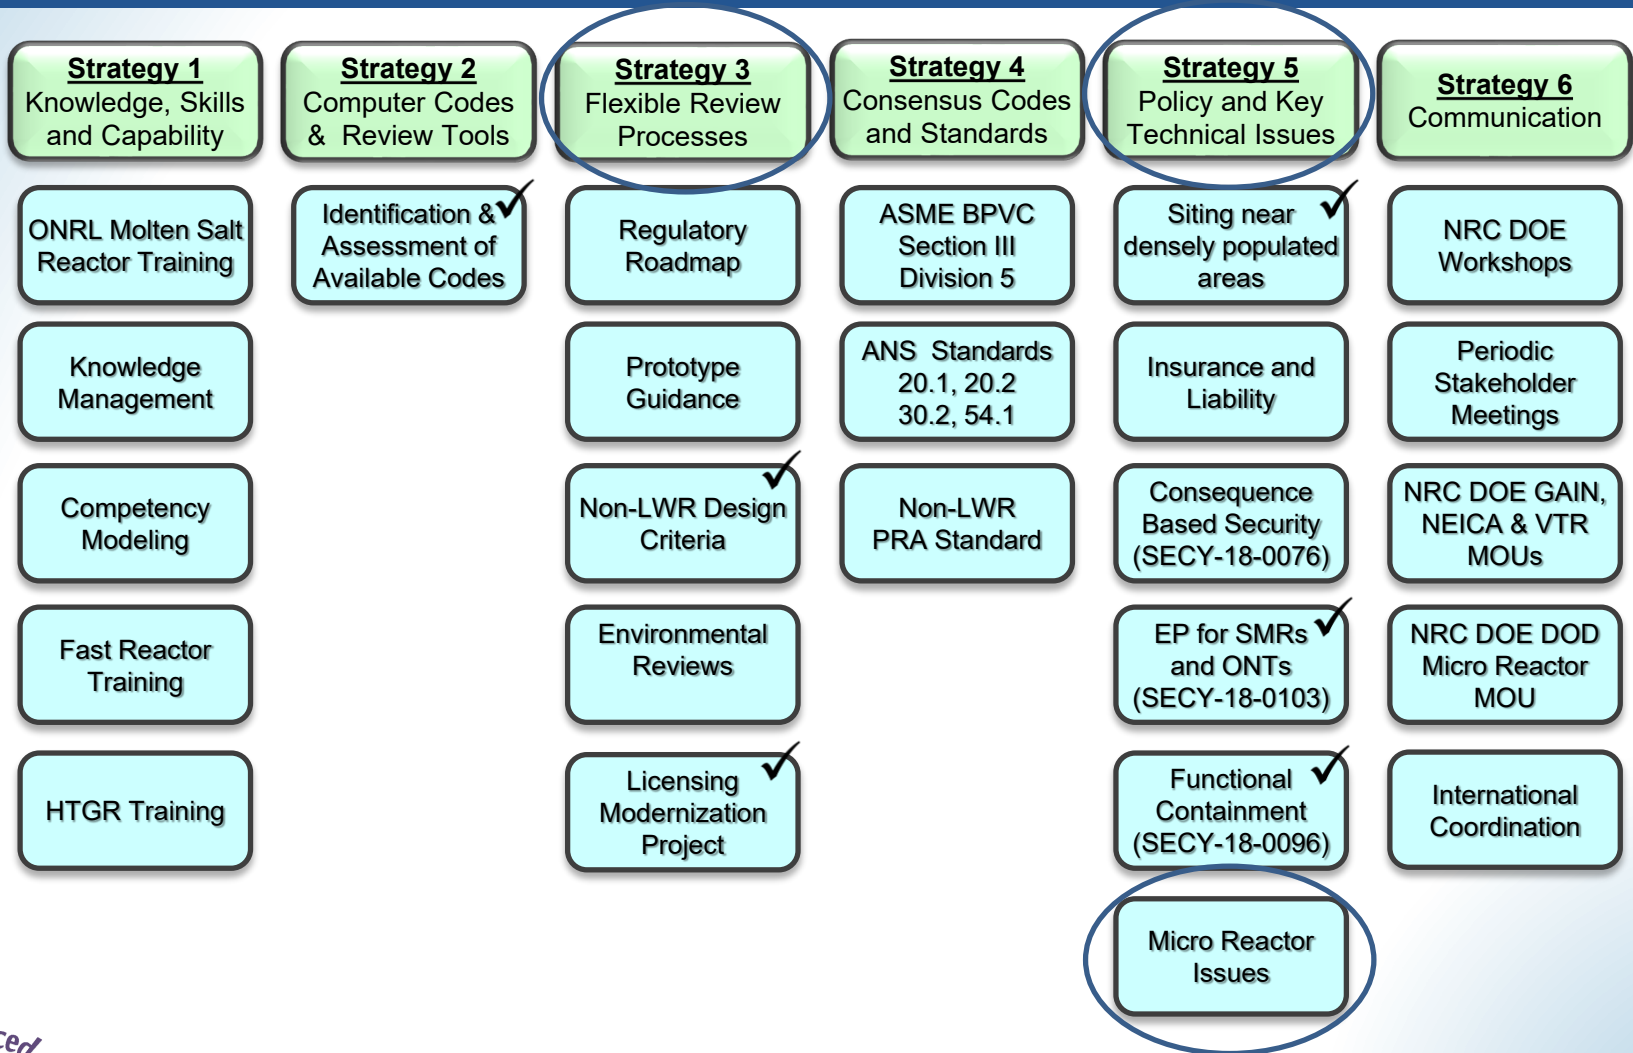 Strategy 1
Knowledge, Skills
and Capability
ONRL Molten Salt
Reactor Training
Knowledge
Management
Competency
Modeling
Fast Reactor
Training
HTGR Training
Strategy 2
Computer Codes
& Review Tools
Identification &
Assessment of
Available Codes
Strategy 3
Flexible Review
Processes
Regulatory
Roadmap
Prototype
Guidance
Non-LWR Design
Criteria
Environmental
Reviews
Licensing
Modernization
Project
Strategy 4
Consensus Codes
and Standards
ASME BPVC
Section III
Division 5
ANS Standards
20.1, 20.2
30.2, 54.1
Non-LWR
PRA Standard
Strategy 5
Policy and Key
Technical Issues
Siting near
densely populated
areas
Insurance and
Liability
Consequence
Based Security
(SECY-18-0076)
EP for SMRs
and ONTs
(SECY-18-0103)
Functional
Containment
(SECY-18-0096)
Micro Reactor
Issues
Strategy 6
Communication
NRC DOE
Workshops
Periodic
Stakeholder
Meetings
NRC DOE GAIN,
NEICA & VTR
MOUs
NRC DOE DOD
Micro Reactor
MOU
International
Coordination